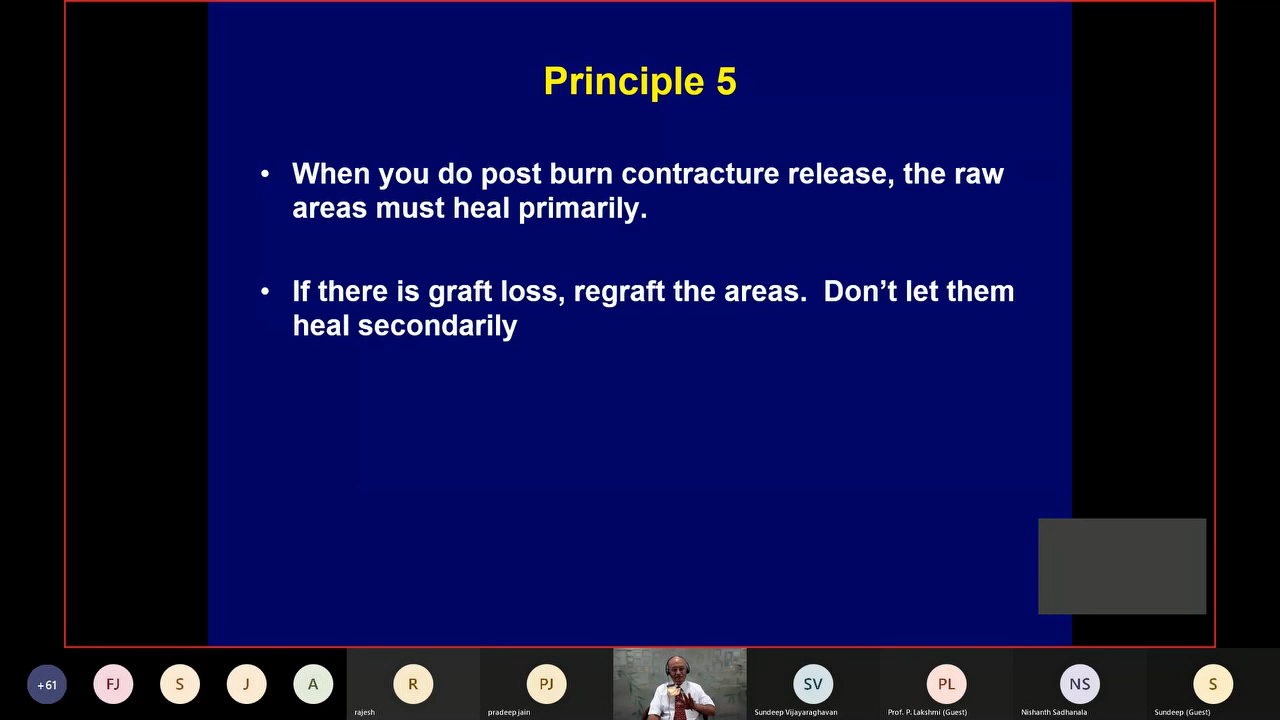 Principle 5
• When you do post burn contracture release, the raw
areas must heal primarily.
• If there is graft loss, regraft the areas.  Don’t let them
heal secondarily
+61
FJ
S
J
A
R
rajesh
PJ
pradeep jain
SV
Sundeep Vijayaraghavan
PL
Prof. P. Lakshmi (Guest)
NS
Nishanth Sadhanala
S
Sundeep (Guest)